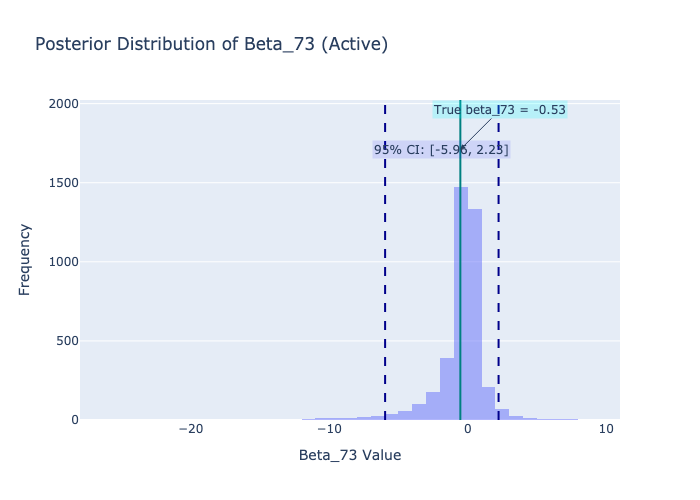 Posterior Distribution of Beta_73 (Active)
True beta_73 = -0.53
95% CI: [-5.96, 2.23]
2000
1500
1000
500
0
Frequency
−20
−10
0
10
Beta_73 Value